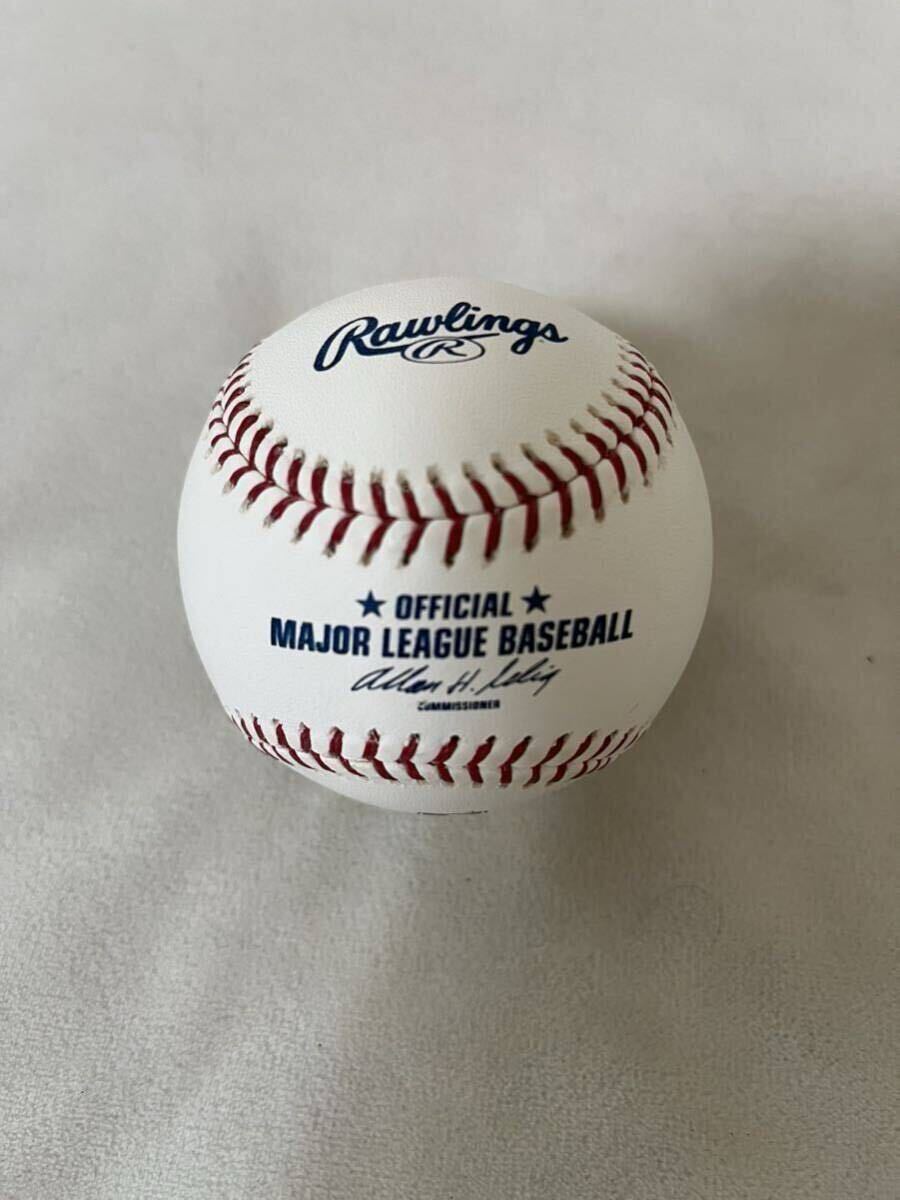 Rawlings
R
★ OFFICIAL ★
MAJOR LEAGUE BASEBALL
Allan H. Selig
COMMISSIONER